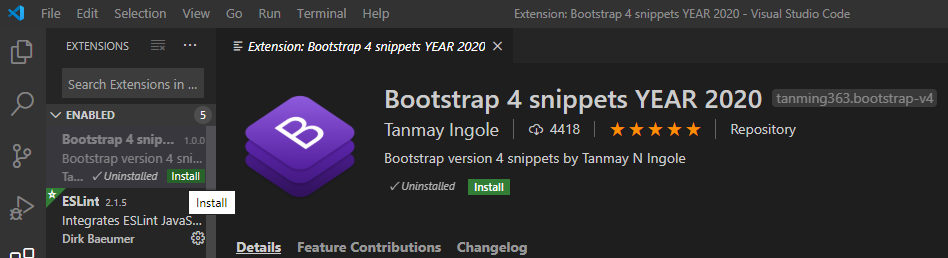 File Edit Selection View Go Run Terminal Help Extension: Bootstrap 4 snippets YEAR 2020 - Visual Studio Code
EXTENSIONS ...
Extension: Bootstrap 4 snippets YEAR 2020 ×
Search Extensions in ...
ENABLED 5
Bootstrap 4 snip... 1.0.0
Bootstrap version 4 sni...
Ta... ✓Uninstalled Install
Install
ESLint 2.1.5
Integrates ESLint JavaS...
Dirk Baeumer
B
Bootstrap 4 snippets YEAR 2020 tanming363.bootstrap-v4
Tanmay Ingole 4418 ★★★★★ Repository
Bootstrap version 4 snippets by Tanmay N Ingole
✓Uninstalled Install
Details Feature Contributions Changelog